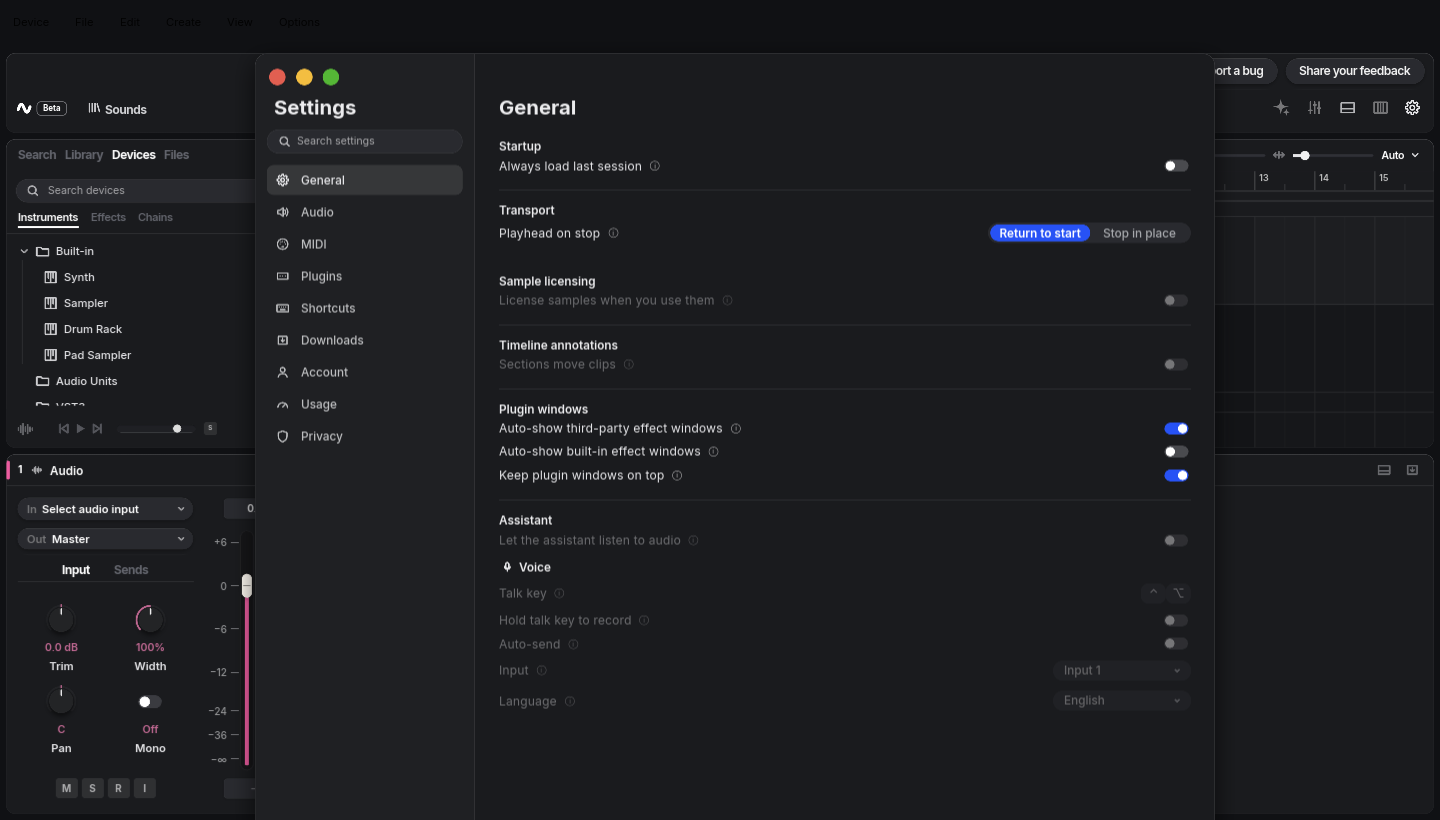 Device File Edit Create View Options
ort a bug
Share your feedback
Beta
Sounds
Search Library Devices Files
Search devices
Instruments Effects Chains
Built-in
Synth
Sampler
Drum Rack
Pad Sampler
Audio Units
VST3
S
1 Audio
In Select audio input
Out Master
Input Sends
0.0 dB
Trim
100%
Width
C
Pan
Off
Mono
M S R I
0.
+6
0
−6
−12
−24
−36
−∞
Settings
Search settings
General
Audio
MIDI
Plugins
Shortcuts
Downloads
Account
Usage
Privacy
General
Startup
Always load last session
Transport
Playhead on stop
Return to start Stop in place
Sample licensing
License samples when you use them
Timeline annotations
Sections move clips
Plugin windows
Auto-show third-party effect windows
Auto-show built-in effect windows
Keep plugin windows on top
Assistant
Let the assistant listen to audio
Voice
Talk key
⌃ ⌥
Hold talk key to record
Auto-send
Input
Input 1
Language
English
Auto
13 14 15